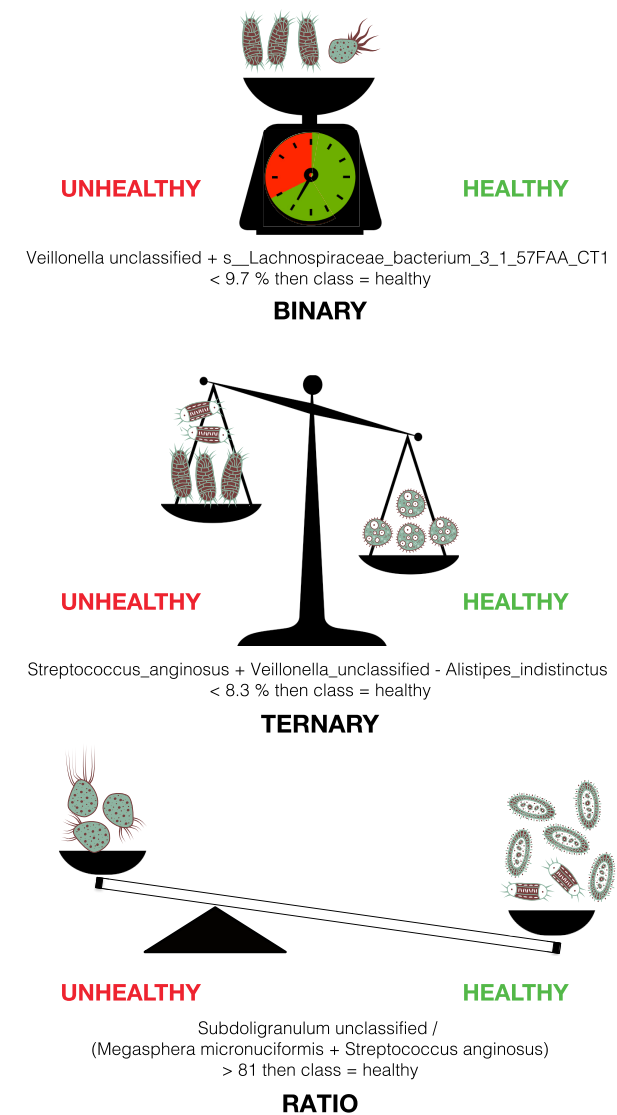 UNHEALTHY
HEALTHY
Veillonella unclassified + s__Lachnospiraceae_bacterium_3_1_57FAA_CT1
< 9.7 % then class = healthy
BINARY
UNHEALTHY
HEALTHY
Streptococcus_anginosus + Veillonella_unclassified - Alistipes_indistinctus
< 8.3 % then class = healthy
TERNARY
UNHEALTHY
HEALTHY
Subdoligranulum unclassified /
(Megasphera micronuciformis + Streptococcus anginosus)
> 81 then class = healthy
RATIO